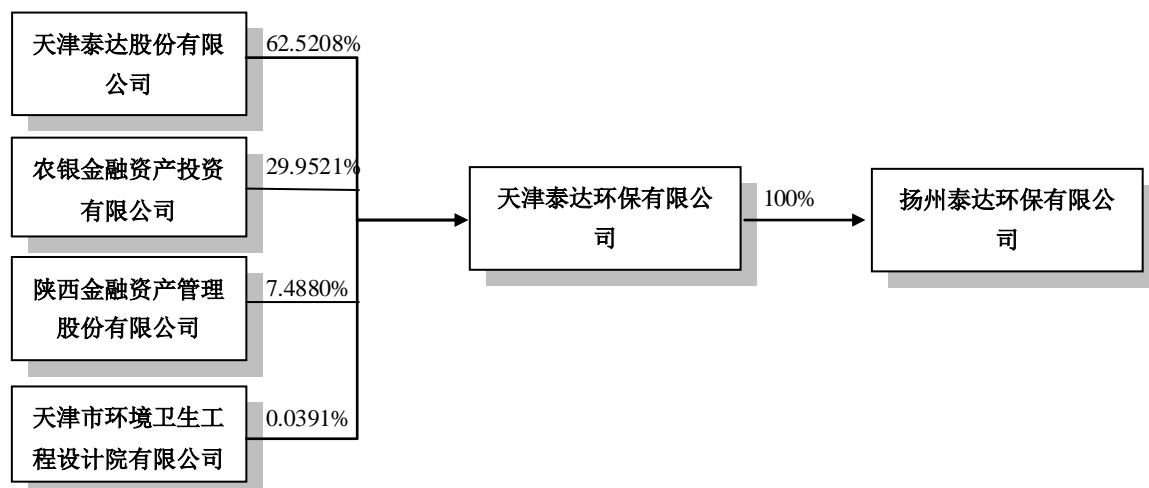 天津泰达股份有限
公司
62.5208%
农银金融资产投资
有限公司
29.9521%
陕西金融资产管理
股份有限公司
7.4880%
天津市环境卫生工
程设计院有限公司
0.0391%
天津泰达环保有限公
司
100%
扬州泰达环保有限公
司